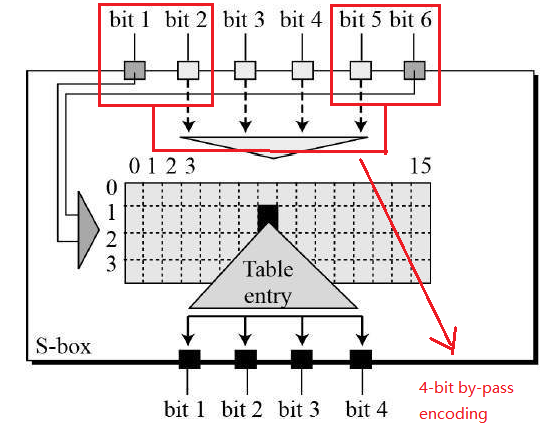 bit 1 bit 2 bit 3 bit 4 bit 5 bit 6
0 1 2 3 15
0
1
2
3
Table
entry
S-box
bit 1 bit 2 bit 3 bit 4
4-bit by-pass
encoding